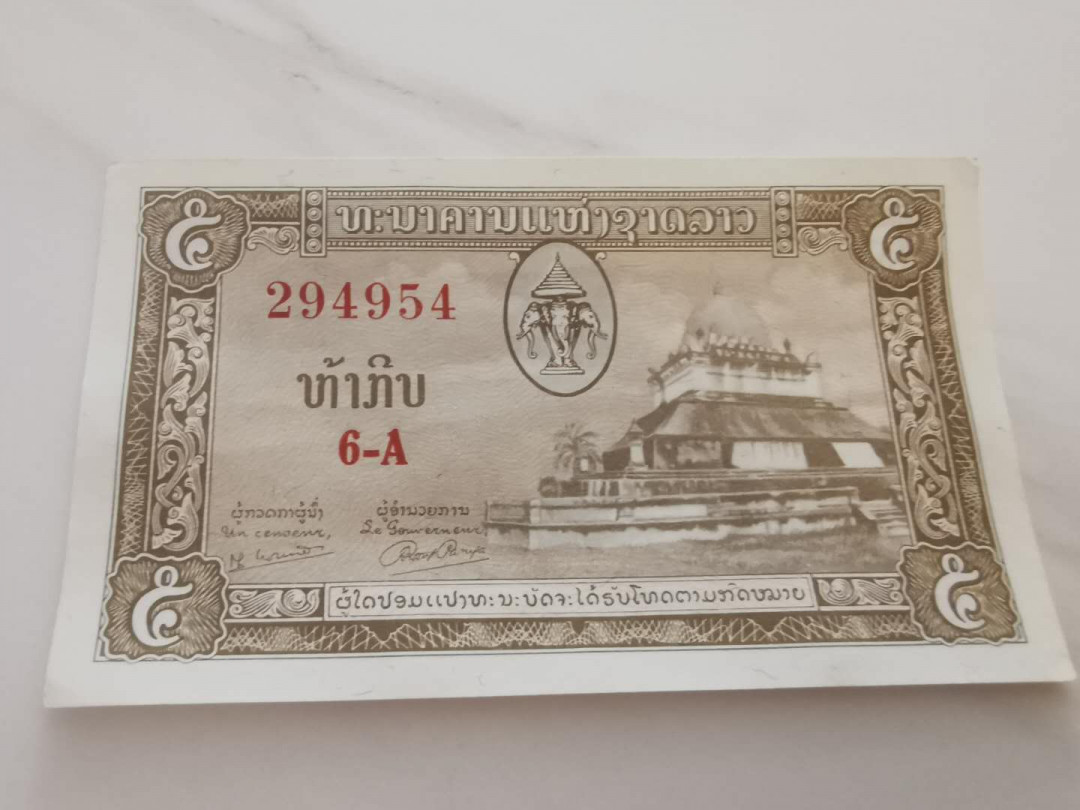 ໕ ທະນາຄານແຫ່ງຊາດລາວ ໕
294954
ຫ້າກີບ
6-A
ຜູ້ກວດກາຜູ້ນຶ່ງ ຜູ້ອຳນວຍການ
Un censeur, Le Gouverneur,
໕ ຜູ້ໃດປອມແປງທະນະບັດຈະໄດ້ຮັບໂທດຕາມກົດໝາຍ ໕